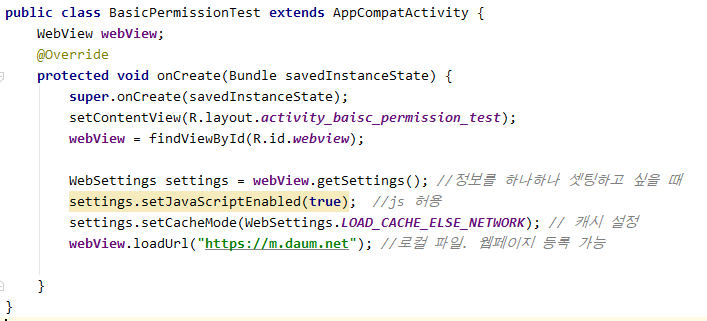 public class BasicPermissionTest extends AppCompatActivity {
WebView webView;
@Override
protected void onCreate(Bundle savedInstanceState) {
super.onCreate(savedInstanceState);
setContentView(R.layout.activity_baisc_permission_test);
webView = findViewById(R.id.webview);
WebSettings settings = webView.getSettings(); //정보를 하나하나 셋팅하고 싶을 때
settings.setJavaScriptEnabled(true); //js 허용
settings.setCacheMode(WebSettings.LOAD_CACHE_ELSE_NETWORK); // 캐시 설정
webView.loadUrl("https://m.daum.net"); //로컬 파일. 웹페이지 등록 가능
}
}